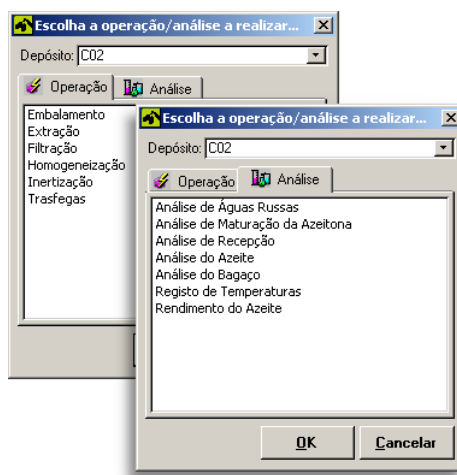 Escolha a operação/análise a realizar...
Depósito: C02
Operação Análise
Embalamento
Extração
Filtração
Homogeneização
Inertização
Trasfegas
Escolha a operação/análise a realizar...
Depósito: C02
Operação Análise
Análise de Águas Russas
Análise de Maturação da Azeitona
Análise de Recepção
Análise do Azeite
Análise do Bagaço
Registo de Temperaturas
Rendimento do Azeite
OK Cancelar